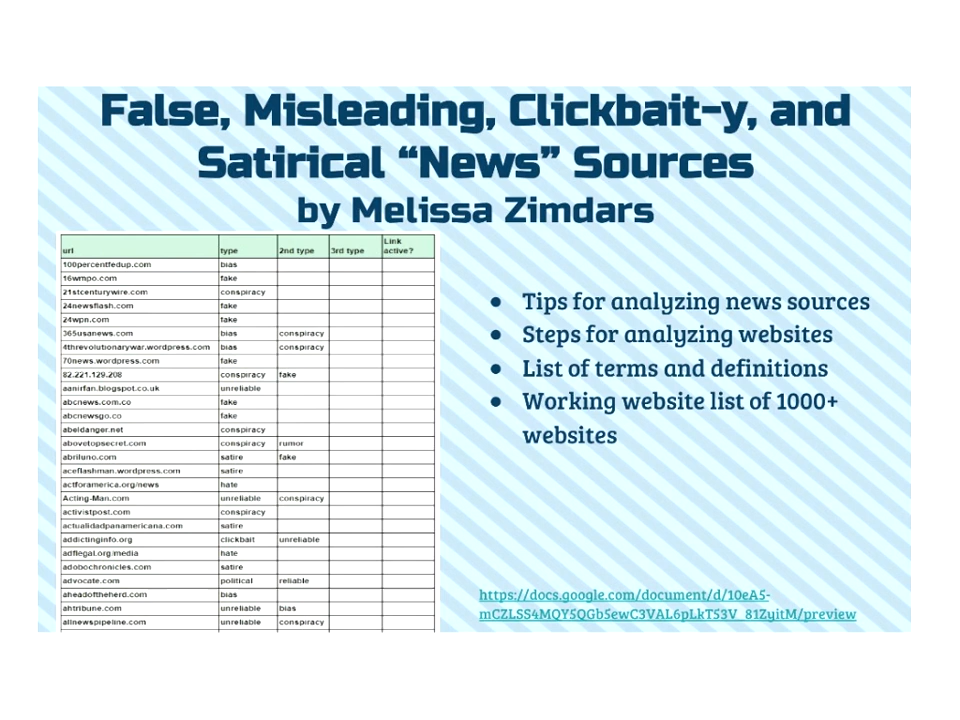 False, Misleading, Clickbait-y, and
Satirical “News” Sources
by Melissa Zimdars
url type 2nd type 3rd type Link active?
100percentfedup.com bias
16wmpo.com fake
21stcenturywire.com conspiracy
24newsflash.com fake
24wpn.com fake
365usanews.com bias conspiracy
4threvolutionarywar.wordpress.com bias conspiracy
70news.wordpress.com fake
82.221.129.208 conspiracy fake
aanirfan.blogspot.co.uk unreliable
abcnews.com.co fake
abcnewsgo.co fake
abeldanger.net conspiracy
abovetopsecret.com conspiracy rumor
abriluno.com satire fake
aceflashman.wordpress.com satire
actforamerica.org/news hate
Acting-Man.com unreliable conspiracy
activistpost.com conspiracy
actualidadpanamericana.com satire
addictinginfo.org clickbait unreliable
adflegal.org/media hate
adobochronicles.com satire
advocate.com political reliable
aheadoftheherd.com bias
ahtribune.com unreliable bias
allnewspipeline.com unreliable conspiracy
● Tips for analyzing news sources
● Steps for analyzing websites
● List of terms and definitions
● Working website list of 1000+
websites
https://docs.google.com/document/d/10eA5-
mCZLSS4MQY5QGb5ewC3VAL6pLkT53V_81ZyitM/preview